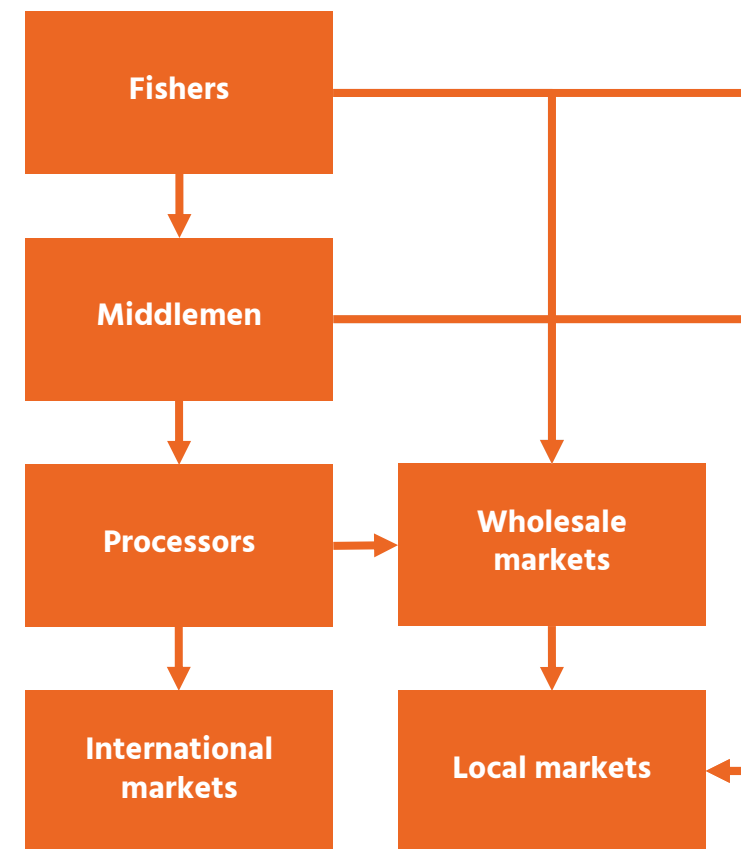 Fishers
Middlemen
Processors
Wholesale
markets
International
markets
Local markets